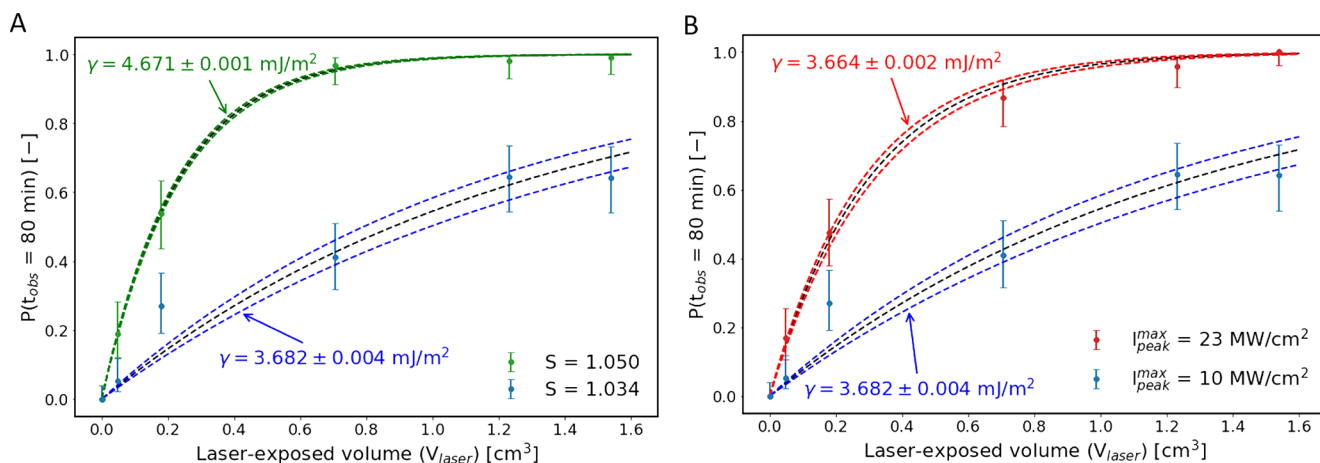 A
P(t_obs = 80 min) [−]
1.0
0.8
0.6
0.4
0.2
0.0
γ = 4.671 ± 0.001 mJ/m²
γ = 3.682 ± 0.004 mJ/m²
S = 1.050
S = 1.034
0.0 0.2 0.4 0.6 0.8 1.0 1.2 1.4 1.6
Laser-exposed volume (V_laser) [cm³]
B
P(t_obs = 80 min) [−]
1.0
0.8
0.6
0.4
0.2
0.0
γ = 3.664 ± 0.002 mJ/m²
γ = 3.682 ± 0.004 mJ/m²
I_peak^max = 23 MW/cm²
I_peak^max = 10 MW/cm²
0.0 0.2 0.4 0.6 0.8 1.0 1.2 1.4 1.6
Laser-exposed volume (V_laser) [cm³]